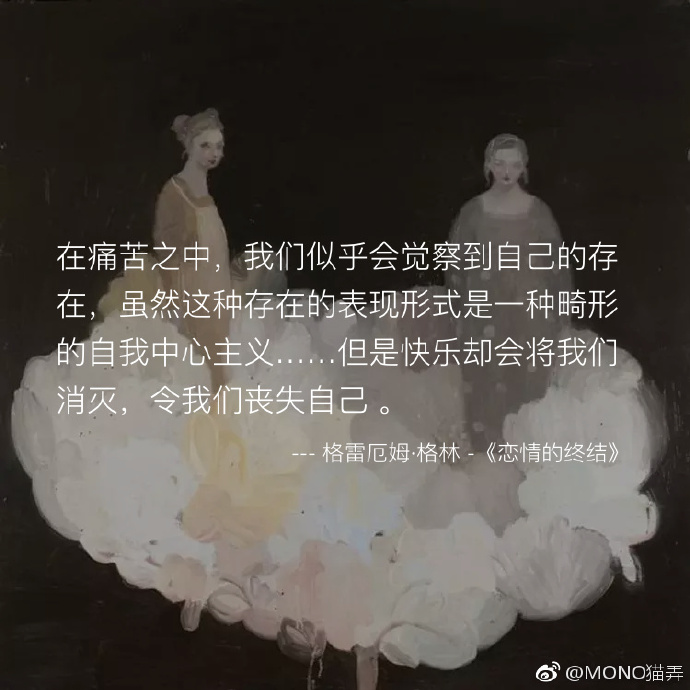 在痛苦之中，我们似乎会觉察到自己的存
在，虽然这种存在的表现形式是一种畸形
的自我中心主义……但是快乐却会将我们
消灭，令我们丧失自己 。
--- 格雷厄姆·格林 -《恋情的终结》
@MONO猫弄